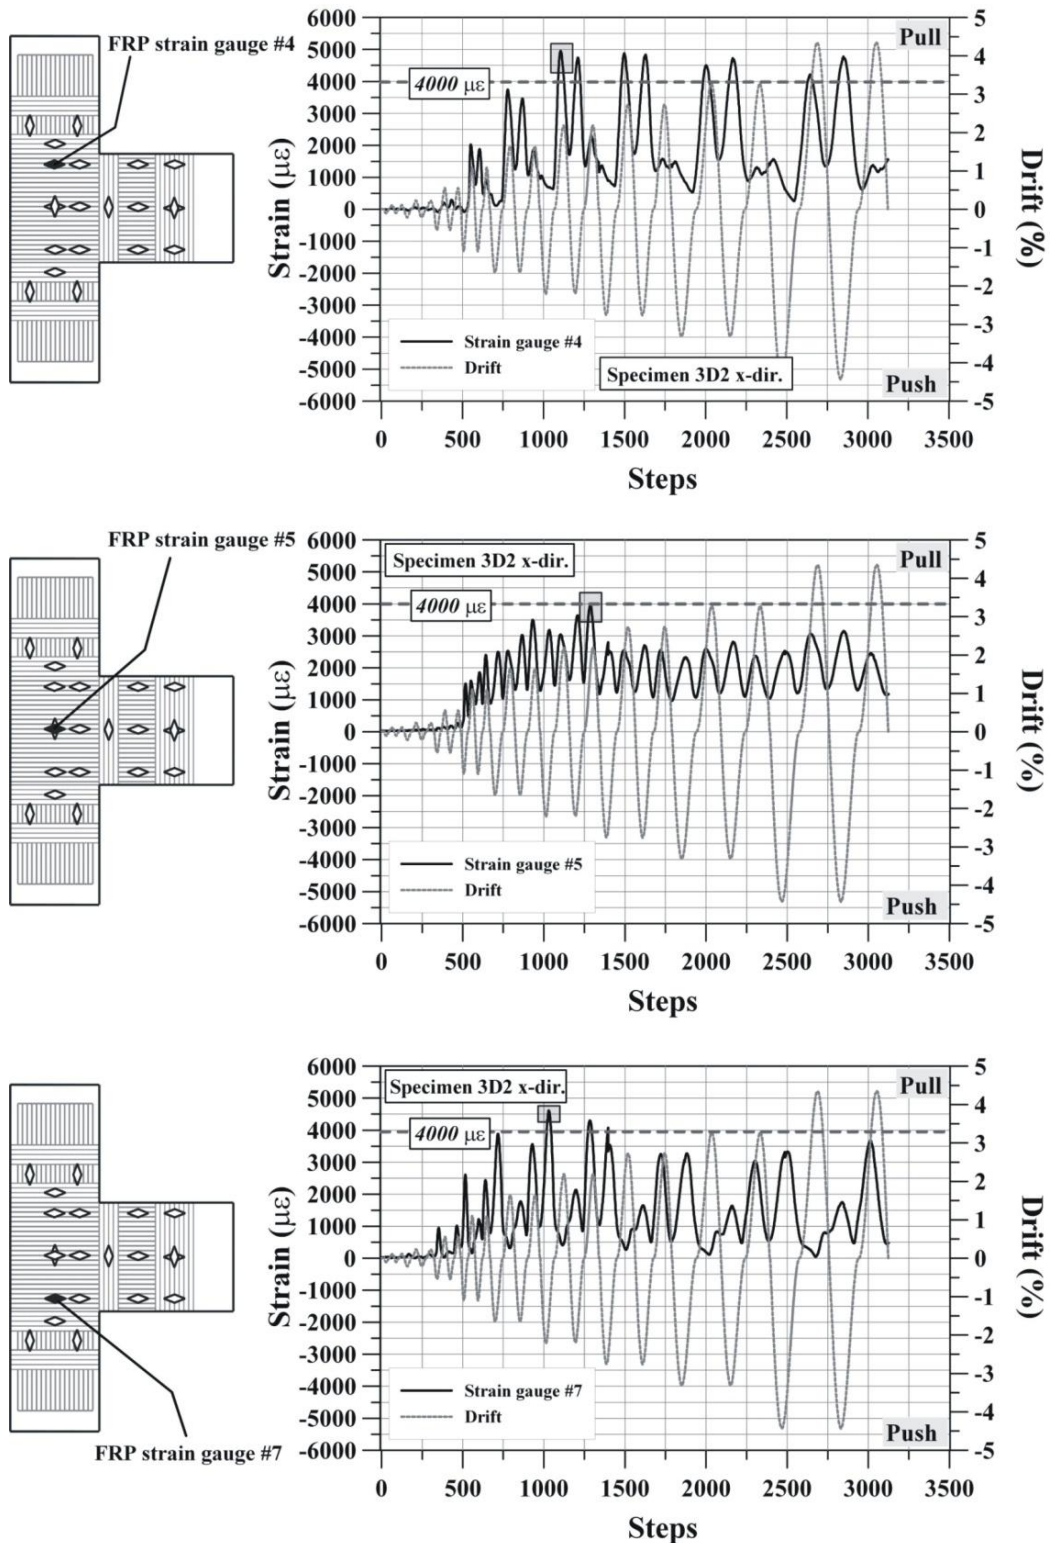 FRP strain gauge #4
6000
5000
4000
3000
2000
1000
0
-1000
-2000
-3000
-4000
-5000
-6000
Strain (με)
4000 με
Pull
Push
Strain gauge #4
Drift
Specimen 3D2 x-dir.
5
4
3
2
1
0
-1
-2
-3
-4
-5
Drift (%)
0 500 1000 1500 2000 2500 3000 3500
Steps
FRP strain gauge #5
6000
5000
4000
3000
2000
1000
0
-1000
-2000
-3000
-4000
-5000
-6000
Strain (με)
Specimen 3D2 x-dir.
4000 με
Pull
Push
Strain gauge #5
Drift
5
4
3
2
1
0
-1
-2
-3
-4
-5
Drift (%)
0 500 1000 1500 2000 2500 3000 3500
Steps
FRP strain gauge #7
6000
5000
4000
3000
2000
1000
0
-1000
-2000
-3000
-4000
-5000
-6000
Strain (με)
Specimen 3D2 x-dir.
4000 με
Pull
Push
Strain gauge #7
Drift
5
4
3
2
1
0
-1
-2
-3
-4
-5
Drift (%)
0 500 1000 1500 2000 2500 3000 3500
Steps